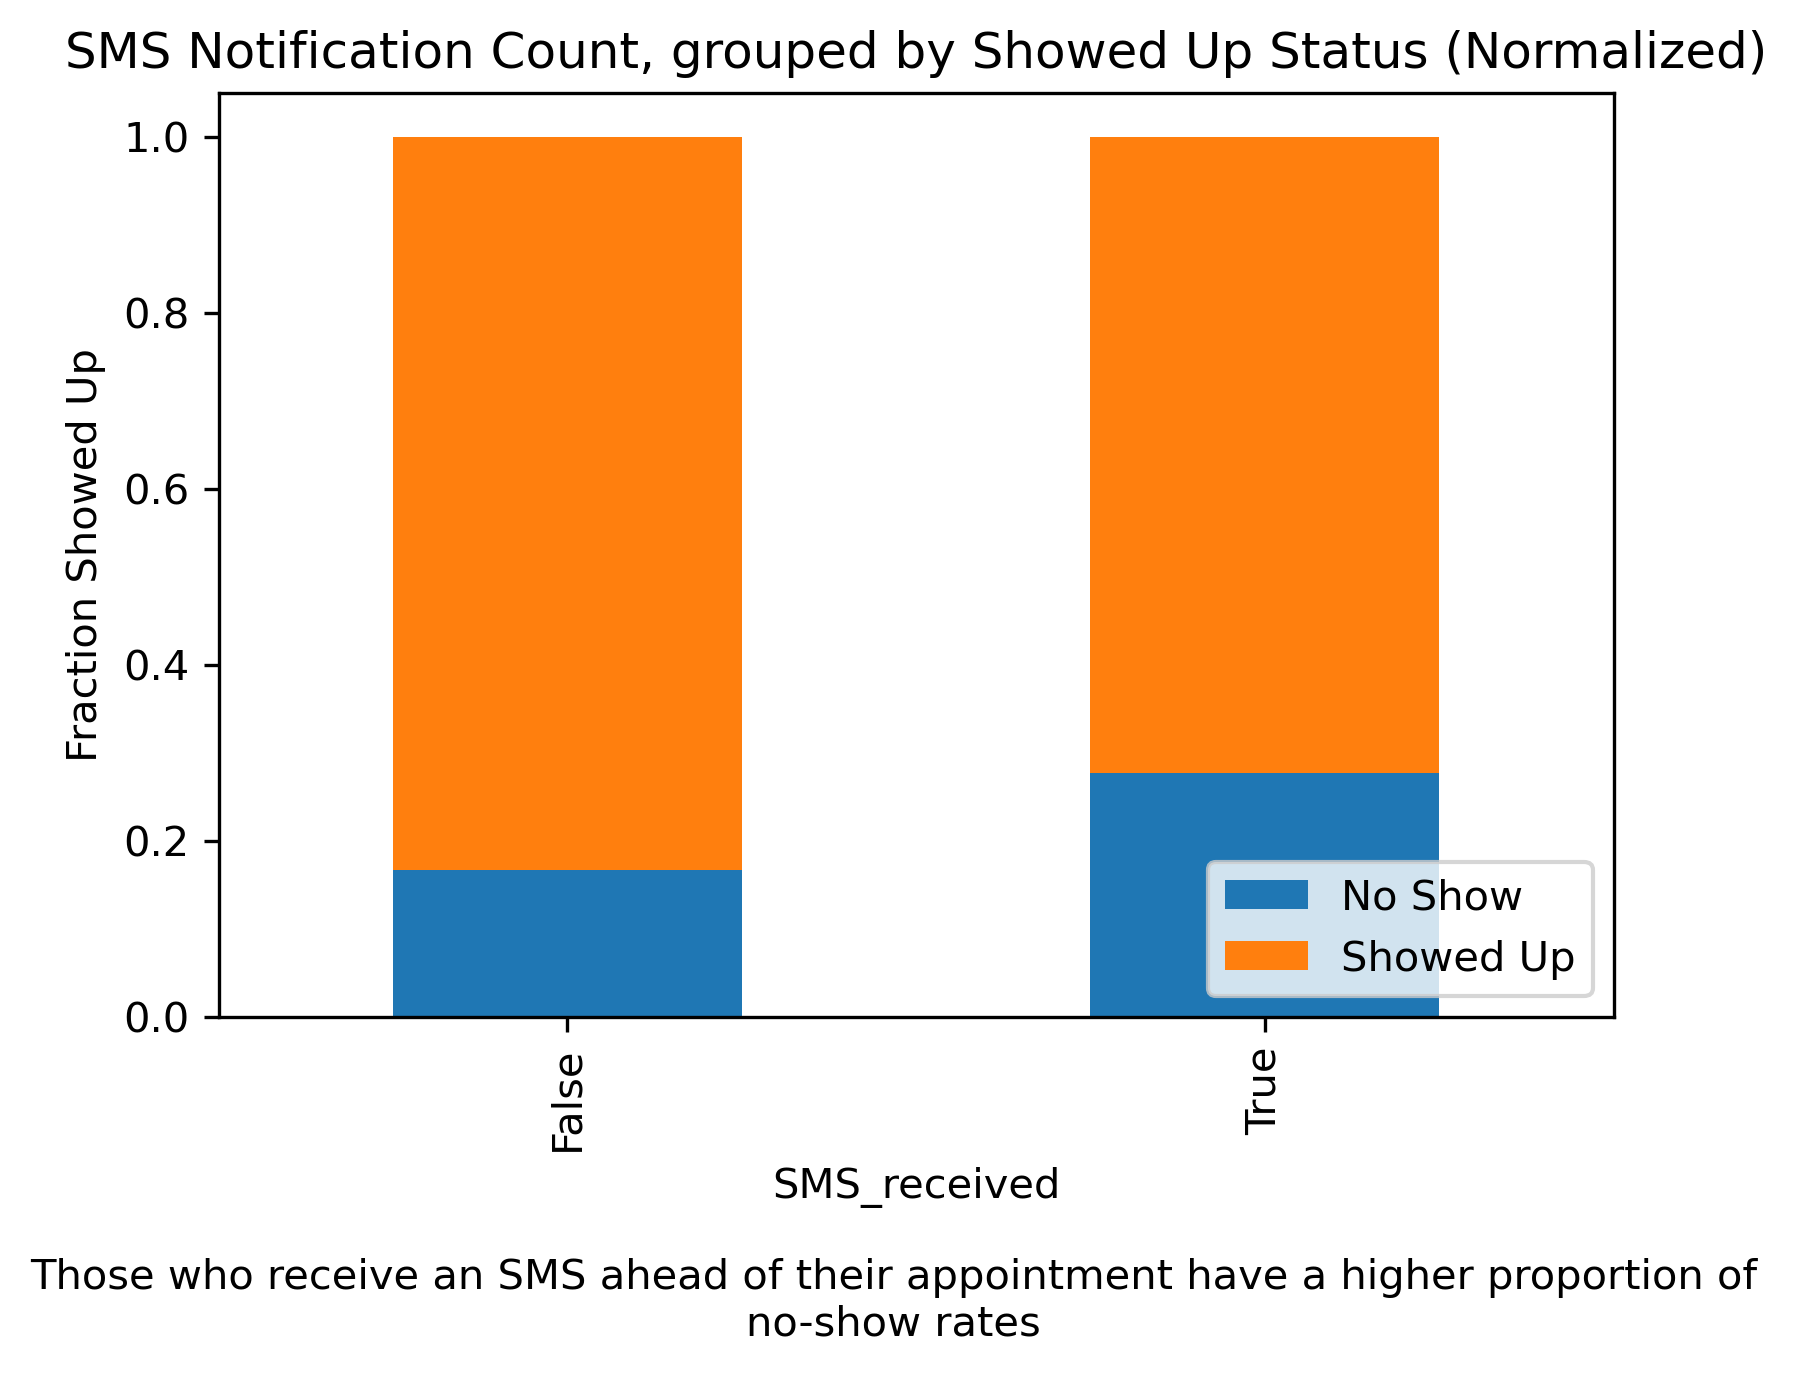 SMS Notification Count, grouped by Showed Up Status (Normalized)
1.0
0.8
0.6
0.4
0.2
0.0
Fraction Showed Up
No Show
Showed Up
False
True
SMS_received
Those who receive an SMS ahead of their appointment have a higher proportion of
no-show rates